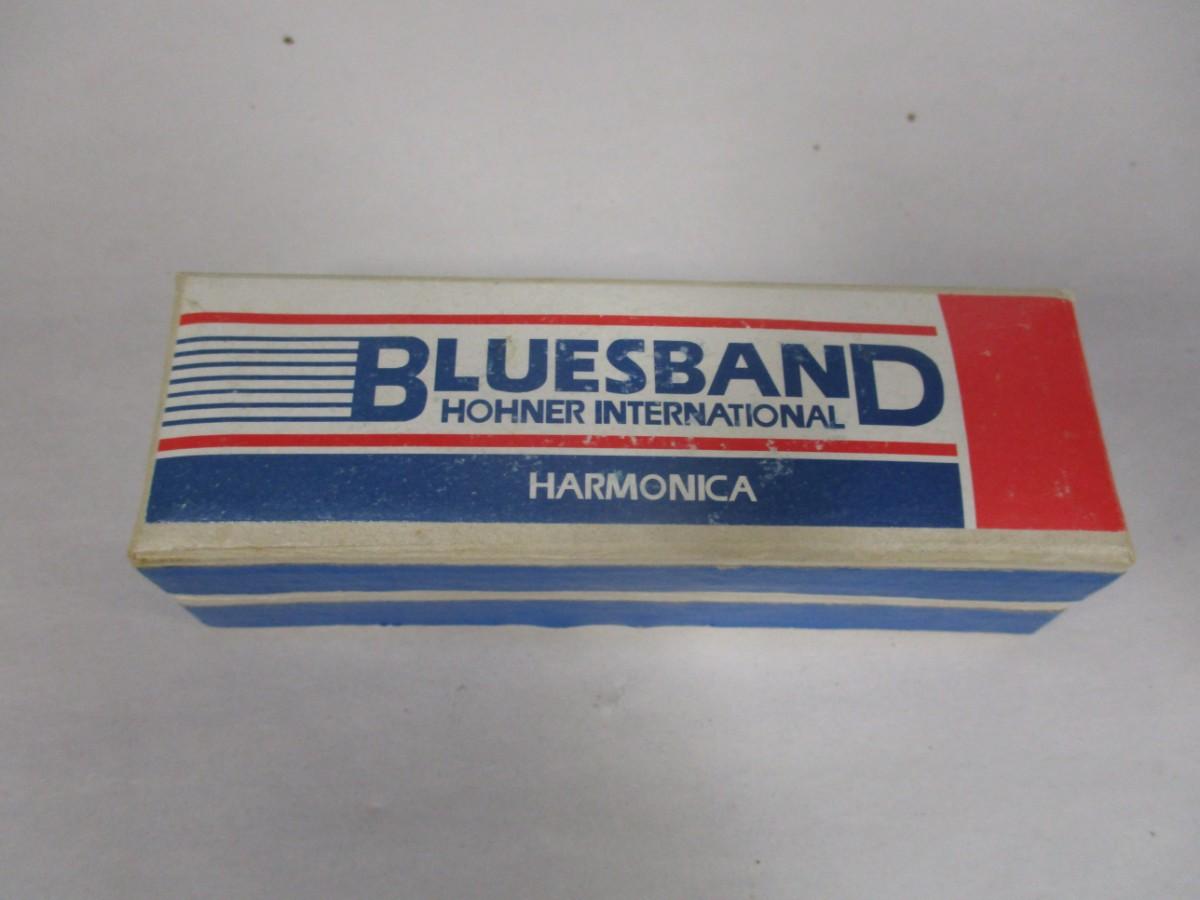 BLUESBAND
HOHNER INTERNATIONAL
HARMONICA